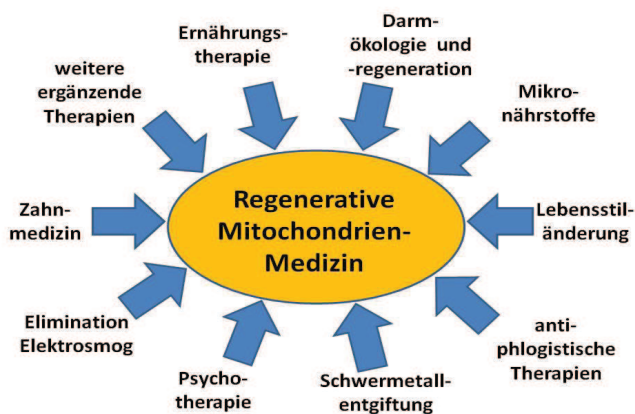 Ernährungs-
therapie
Darm-
ökologie und
-regeneration
weitere
ergänzende
Therapien
Mikro-
nährstoffe
Zahn-
medizin
Regenerative
Mitochondrien-
Medizin
Lebensstil-
änderung
Elimination
Elektrosmog
anti-
phlogistische
Therapien
Psycho-
therapie
Schwermetall-
entgiftung